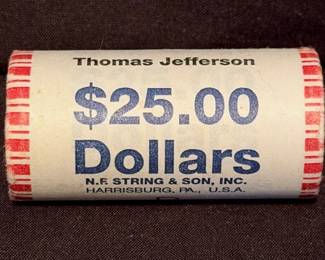 Thomas Jefferson
$25.00
Dollars
N.F. STRING & SON, INC.
HARRISBURG, PA., U.S.A.